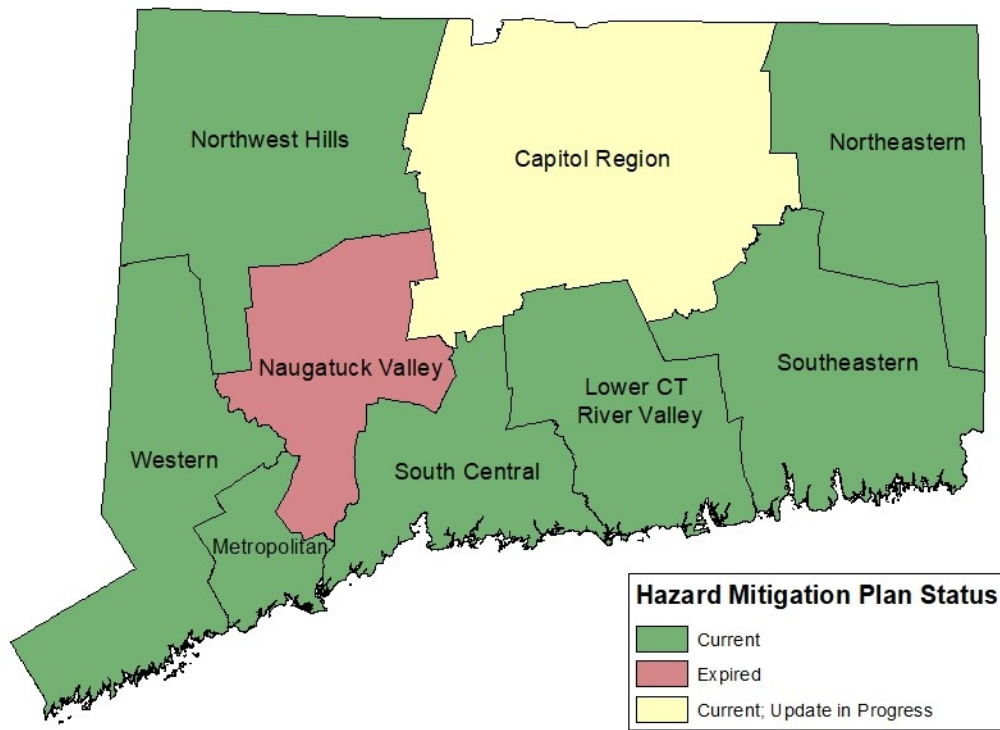 Northwest Hills
Capitol Region
Northeastern
Naugatuck Valley
Lower CT
River Valley
Southeastern
Western
South Central
Metropolitan
Hazard Mitigation Plan Status
Current
Expired
Current; Update in Progress